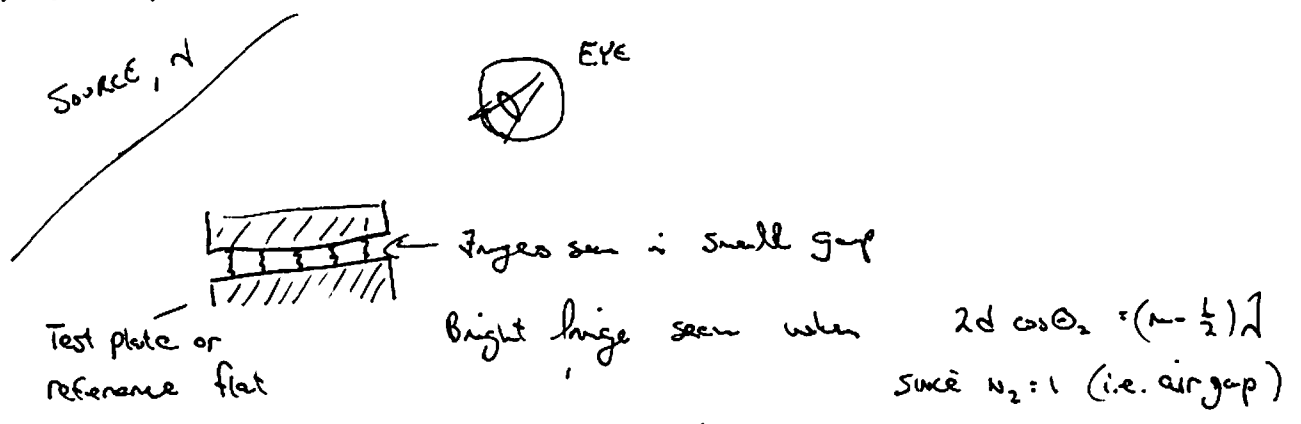 SOURCE, λ
EYE
Fringes seen in small gap
Test plate or
reference flat
Bright fringe seen when 2d cosΘ₂ = (m - ½)λ
since n₂ = 1 (i.e. air gap)